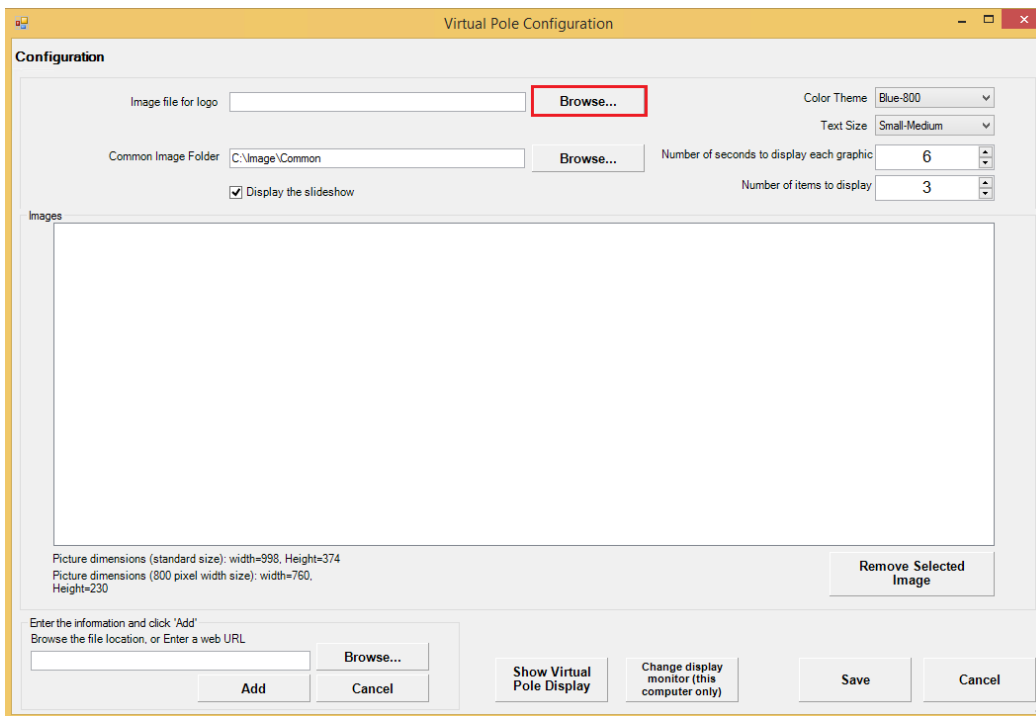 Virtual Pole Configuration
Configuration
Image file for logo
Browse...
Color Theme
Blue-800
Text Size
Small-Medium
Common Image Folder
C:\Image\Common
Browse...
Number of seconds to display each graphic
6
Display the slideshow
Number of items to display
3
Images
Picture dimensions (standard size): width=998, Height=374
Picture dimensions (800 pixel width size): width=760,
Height=230
Remove Selected
Image
Enter the information and click 'Add'
Browse the file location, or Enter a web URL
Browse...
Add
Cancel
Show Virtual
Pole Display
Change display
monitor (this
computer only)
Save
Cancel